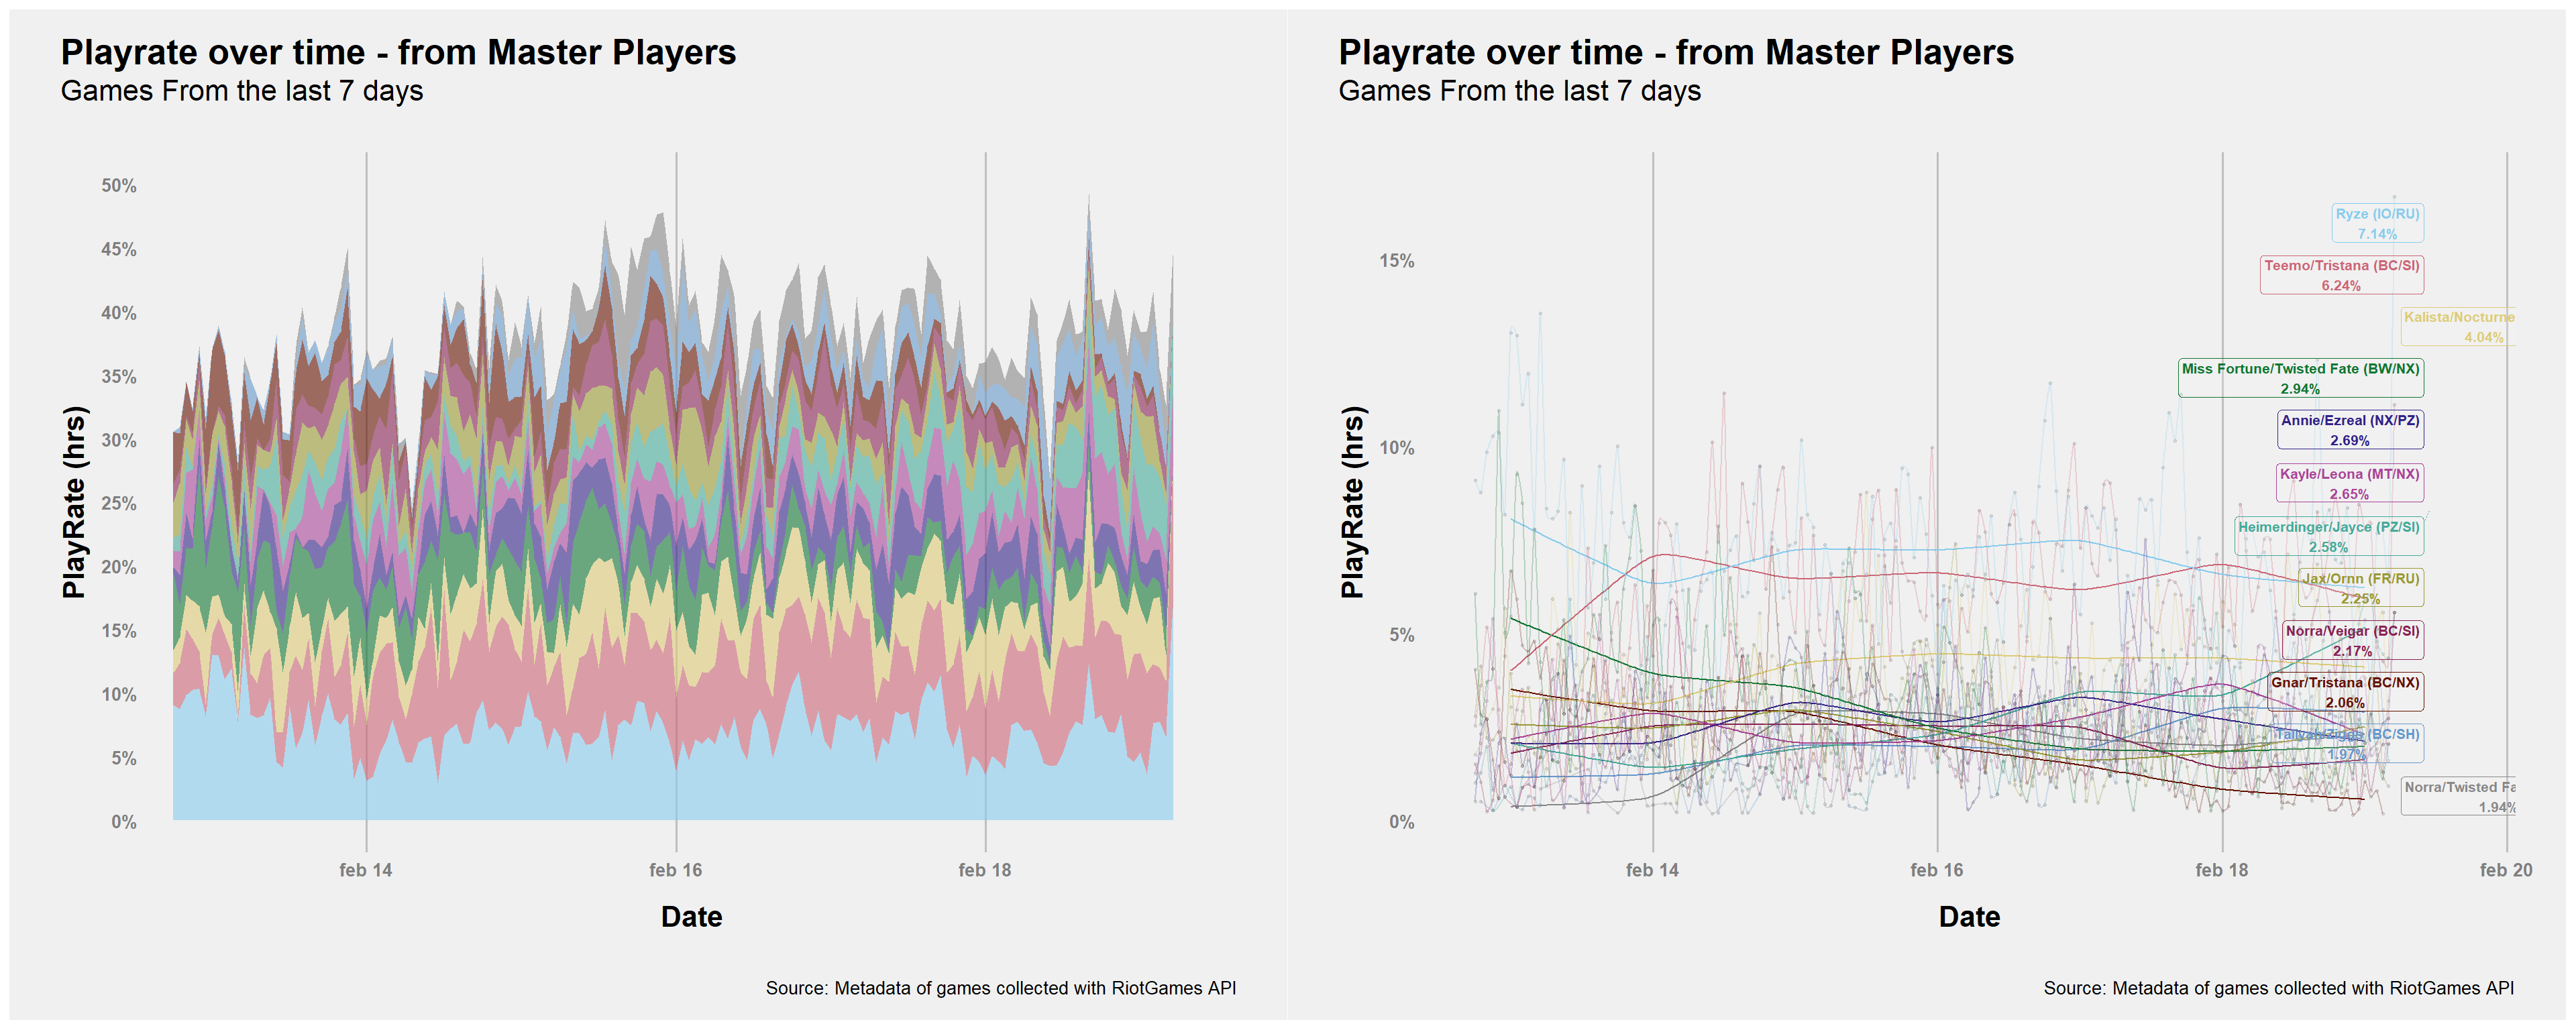 Playrate over time - from Master Players
Games From the last 7 days
50%
45%
40%
35%
30%
25%
20%
15%
10%
5%
0%
PlayRate (hrs)
feb 14
feb 16
feb 18
Date
Source: Metadata of games collected with RiotGames API
Playrate over time - from Master Players
Games From the last 7 days
15%
10%
5%
0%
PlayRate (hrs)
Ryze (IO/RU)
7.14%
Teemo/Tristana (BC/SI)
6.24%
Kalista/Nocturne
4.04%
Miss Fortune/Twisted Fate (BW/NX)
2.94%
Annie/Ezreal (NX/PZ)
2.69%
Kayle/Leona (MT/NX)
2.65%
Heimerdinger/Jayce (PZ/SI)
2.58%
Jax/Ornn (FR/RU)
2.25%
Norra/Veigar (BC/SI)
2.17%
Gnar/Tristana (BC/NX)
2.06%
(BC/SH)
1.97%
Norra/Twisted Fa
1.94%
feb 14
feb 16
feb 18
feb 20
Date
Source: Metadata of games collected with RiotGames API